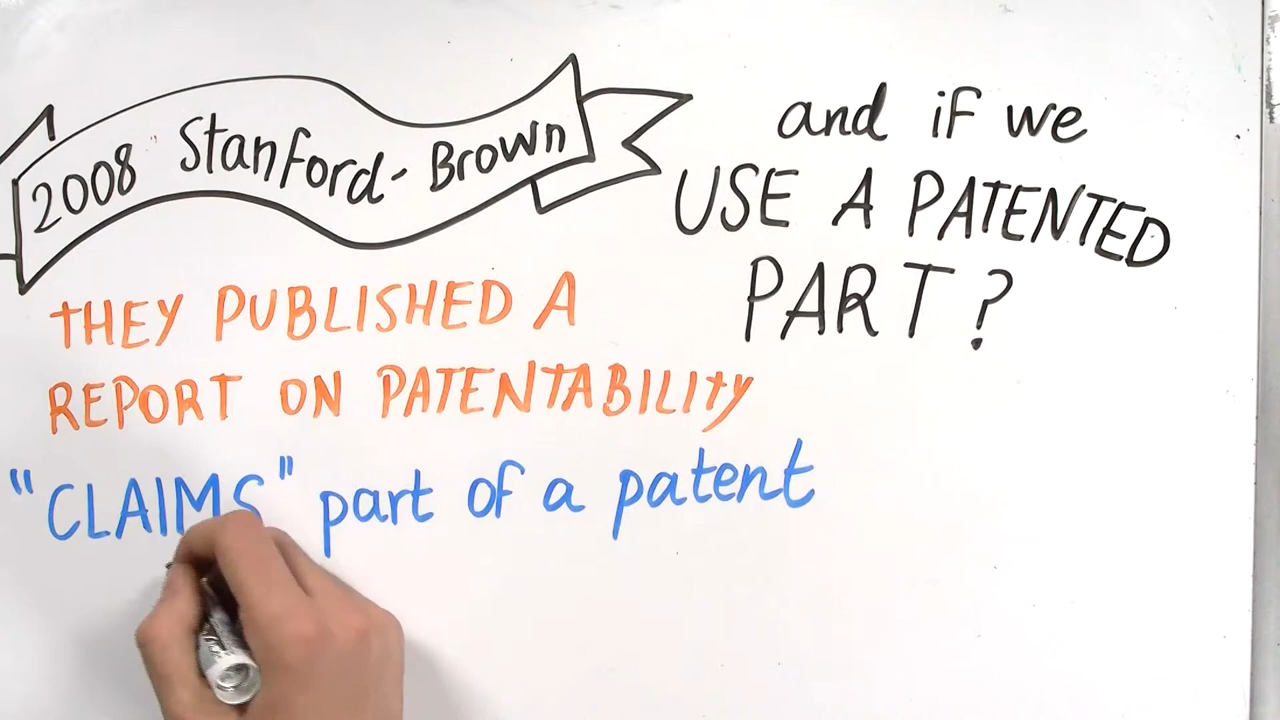 2008 Stanford-Brown
and if we
USE A PATENTED
PART?
THEY PUBLISHED A
REPORT ON PATENTABILITY
"CLAIMS" part of a patent